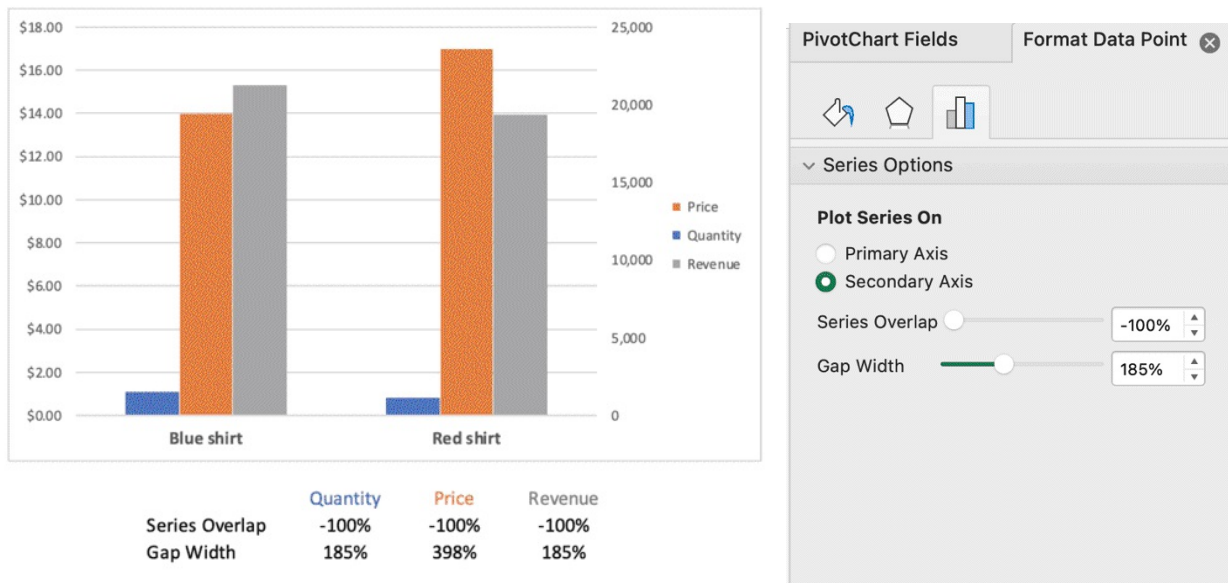 $18.00
$16.00
$14.00
$12.00
$10.00
$8.00
$6.00
$4.00
$2.00
$0.00
25,000
20,000
15,000
10,000
5,000
0
Blue shirt Red shirt
Price
Quantity
Revenue
Quantity Price Revenue
Series Overlap -100% -100% -100%
Gap Width 185% 398% 185%
PivotChart Fields Format Data Point
Series Options
Plot Series On
Primary Axis
Secondary Axis
Series Overlap -100%
Gap Width 185%